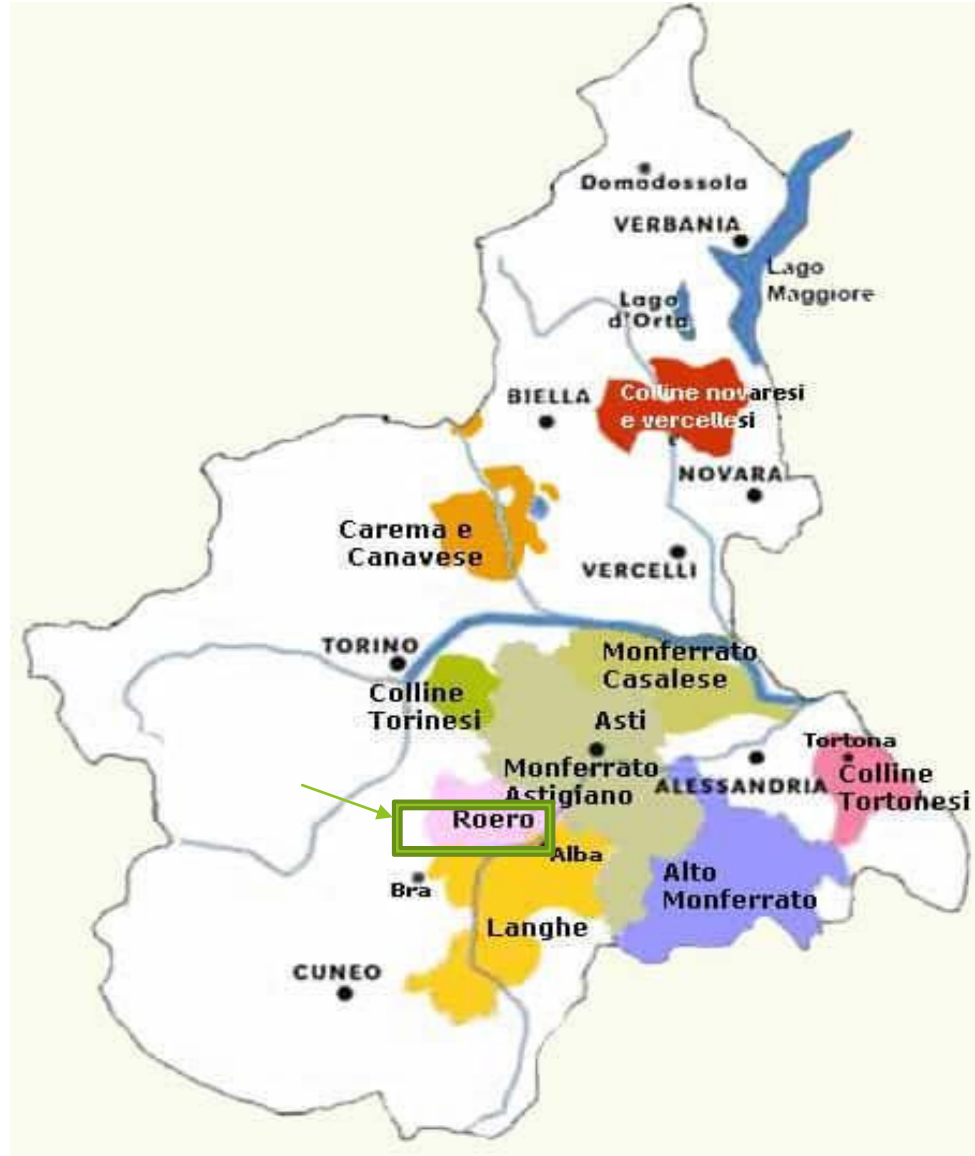 Domodossola
VERBANIA
Lago
Maggiore
Lago
d'Orta
BIELLA
Colline novaresi
e vercellesi
NOVARA
Carema e
Canavese
VERCELLI
TORINO
Monferrato
Casalese
Colline
Torinesi
Asti
Tortona
Monferrato
Astigiano
ALESSANDRIA
Colline
Tortonesi
Roero
Alba
Bra
Alto
Monferrato
Langhe
CUNEO